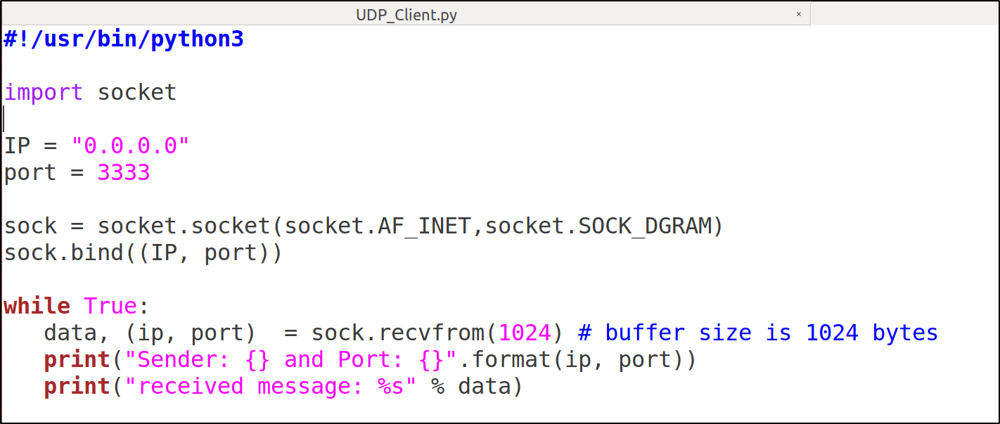 UDP_Client.py ×
#!/usr/bin/python3
import socket
IP = "0.0.0.0"
port = 3333
sock = socket.socket(socket.AF_INET,socket.SOCK_DGRAM)
sock.bind((IP, port))
while True:
   data, (ip, port)  = sock.recvfrom(1024) # buffer size is 1024 bytes
   print("Sender: {} and Port: {}".format(ip, port))
   print("received message: %s" % data)